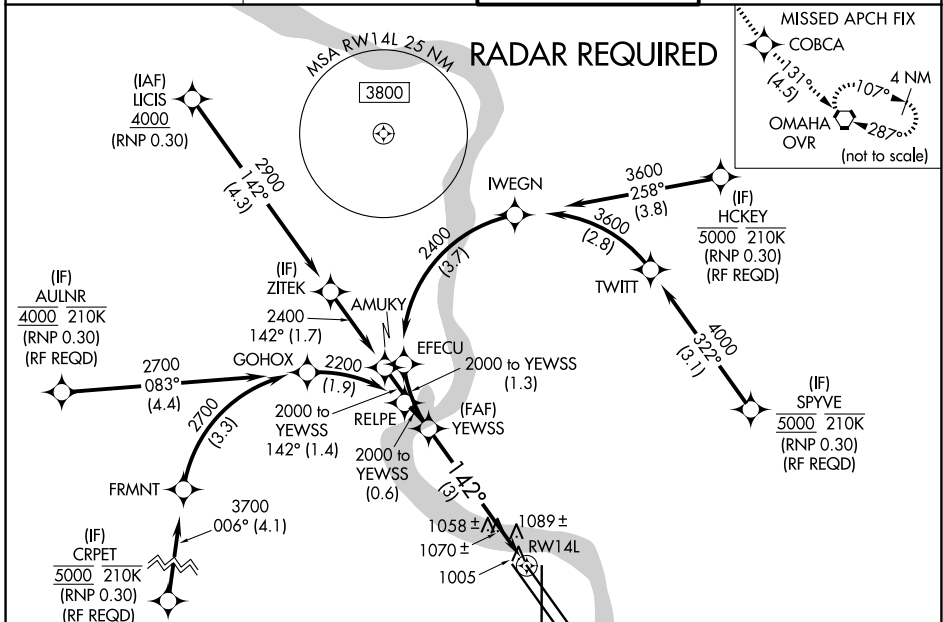 MSA RW14L 25 NM
3800
RADAR REQUIRED
MISSED APCH FIX
COBCA
131°
(4.5)
4 NM
107°
OMAHA
OVR
287°
(not to scale)
(IAF)
LICIS
4000
(RNP 0.30)
2900
142°
(4.3)
IWEGN
3600
258°
(3.8)
(IF)
HCKEY
5000 210K
(RNP 0.30)
(RF REQD)
3600
(2.8)
TWITT
2400
(3.7)
(IF)
ZITEK
AMUKY
2400
142° (1.7)
(IF)
AULNR
4000 210K
(RNP 0.30)
(RF REQD)
2700
083°
(4.4)
GOHOX
2200
(1.9)
EFECU
2000 to YEWSS
(1.3)
4000
322°
(3.1)
(IF)
SPYVE
5000 210K
(RNP 0.30)
(RF REQD)
2000 to
YEWSS
142° (1.4)
RELPE
(FAF)
YEWSS
2000 to
YEWSS
(0.6)
2700
(3.3)
FRMNT
3700
006° (4.1)
(IF)
CRPET
5000 210K
(RNP 0.30)
(RF REQD)
142°
(3)
1058 ±
1089 ±
1070 ±
RW14L
1005